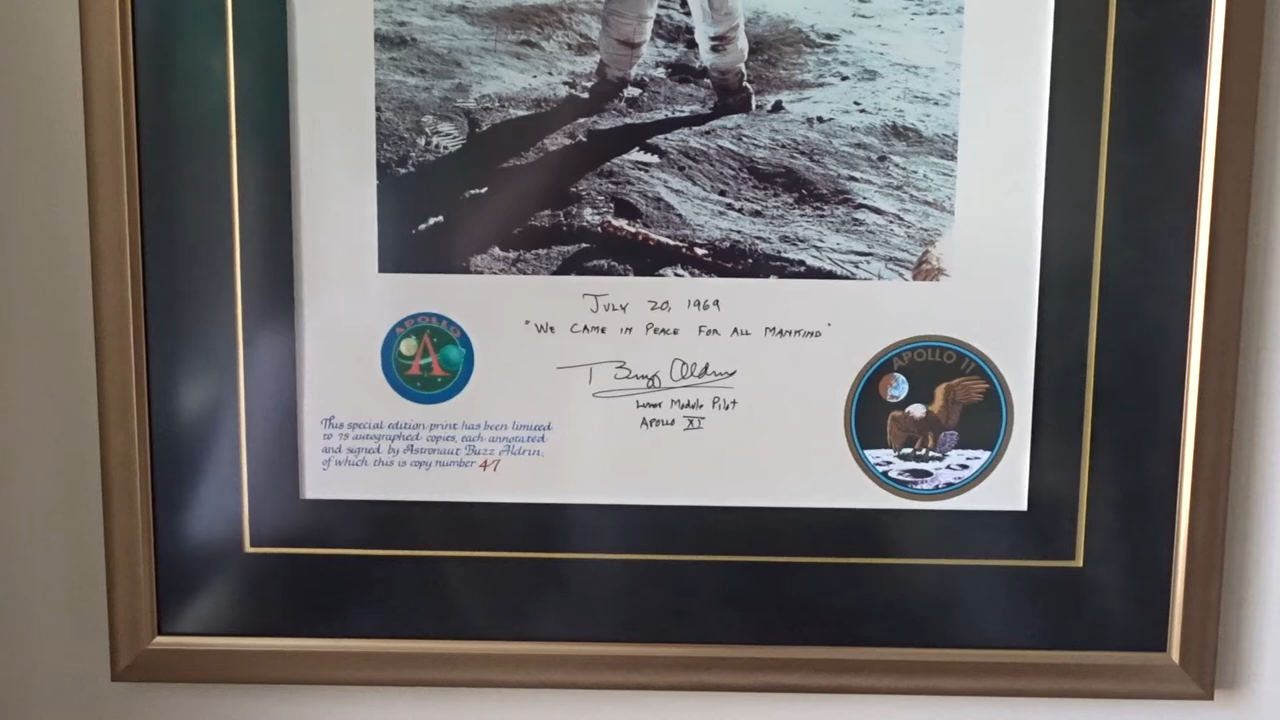 July 20, 1969
"We Came in Peace For All Mankind"
Buzz Aldrin
Lunar Module Pilot
Apollo XI
APOLLO
A
This special edition print has been limited
to 75 autographed copies, each annotated
and signed by Astronaut Buzz Aldrin,
of which this is copy number 47
APOLLO 11